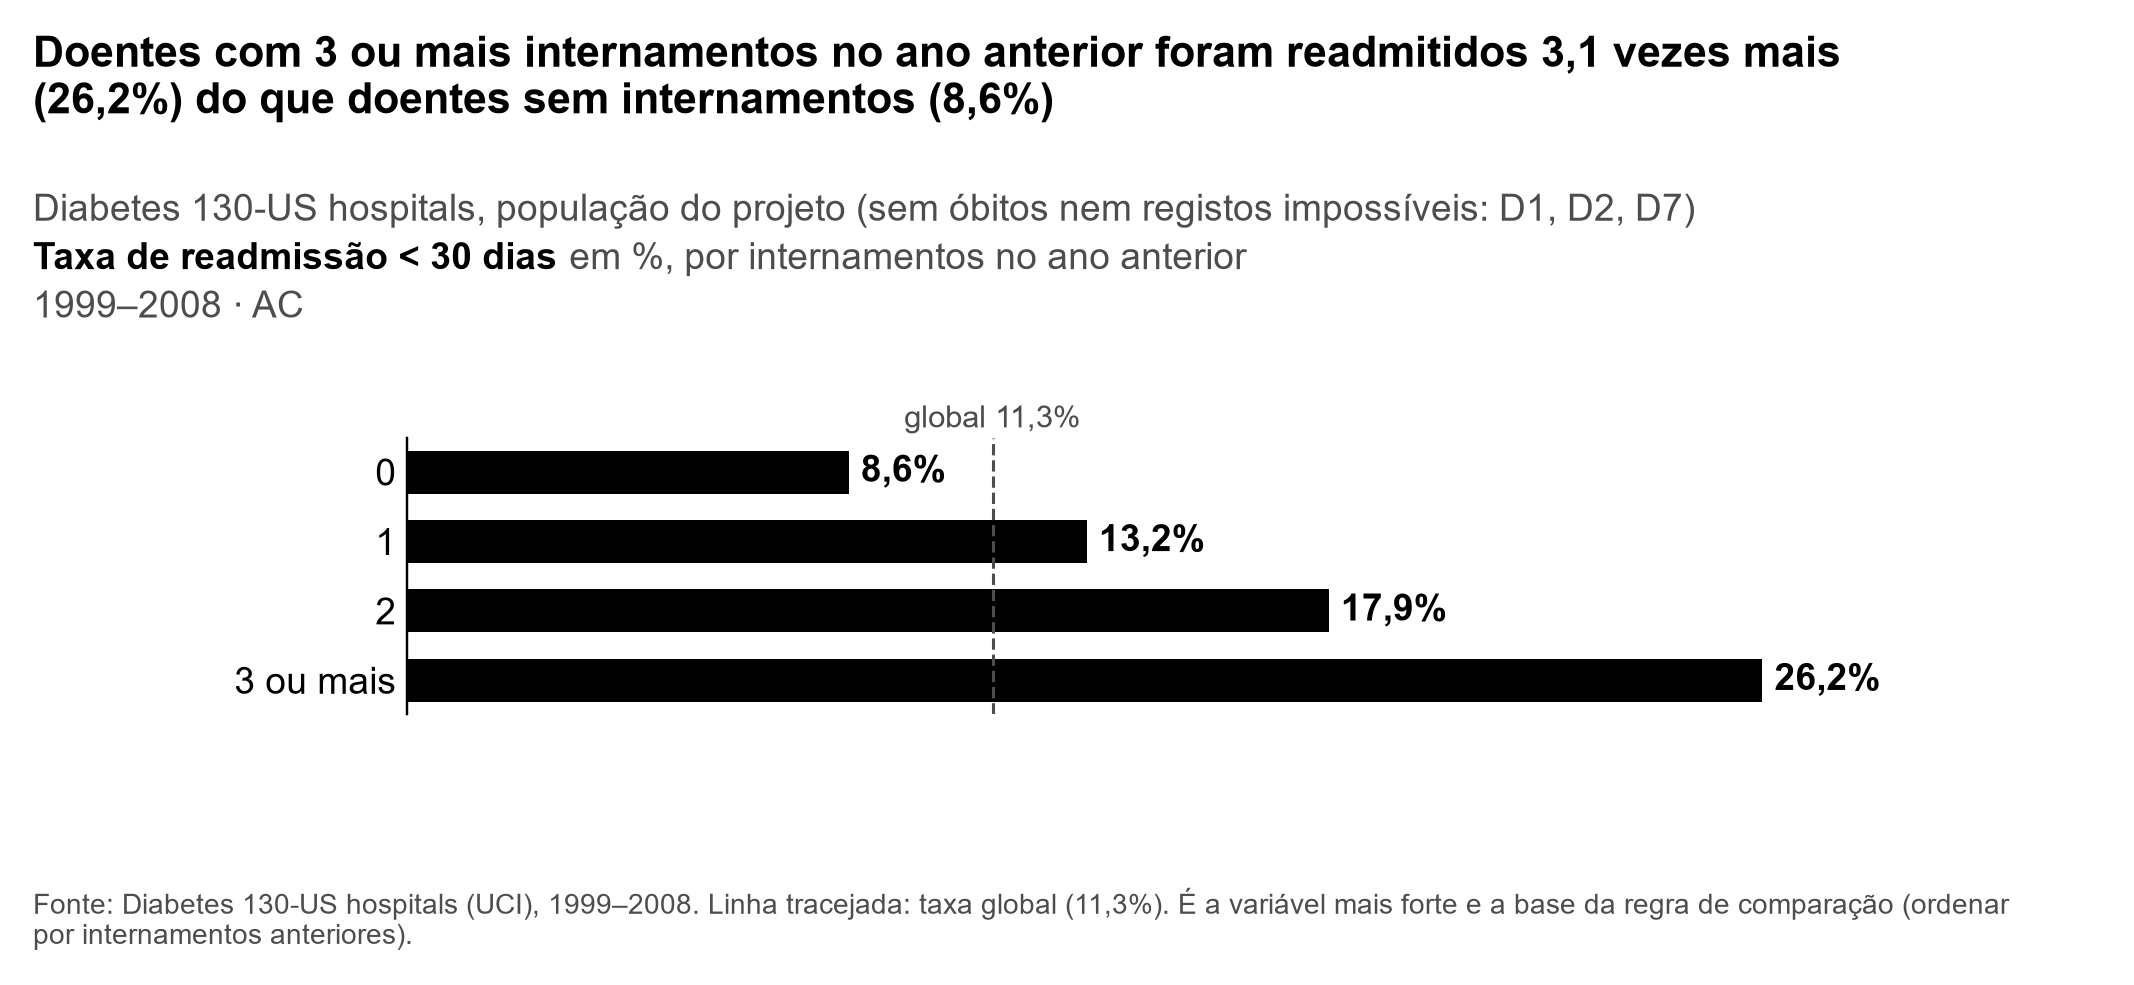 Doentes com 3 ou mais internamentos no ano anterior foram readmitidos 3,1 vezes mais
(26,2%) do que doentes sem internamentos (8,6%)
Diabetes 130-US hospitals, população do projeto (sem óbitos nem registos impossíveis: D1, D2, D7)
Taxa de readmissão < 30 dias em %, por internamentos no ano anterior
1999–2008 · AC
global 11,3%
0 8,6%
1 13,2%
2 17,9%
3 ou mais 26,2%
Fonte: Diabetes 130-US hospitals (UCI), 1999–2008. Linha tracejada: taxa global (11,3%). É a variável mais forte e a base da regra de comparação (ordenar
por internamentos anteriores).